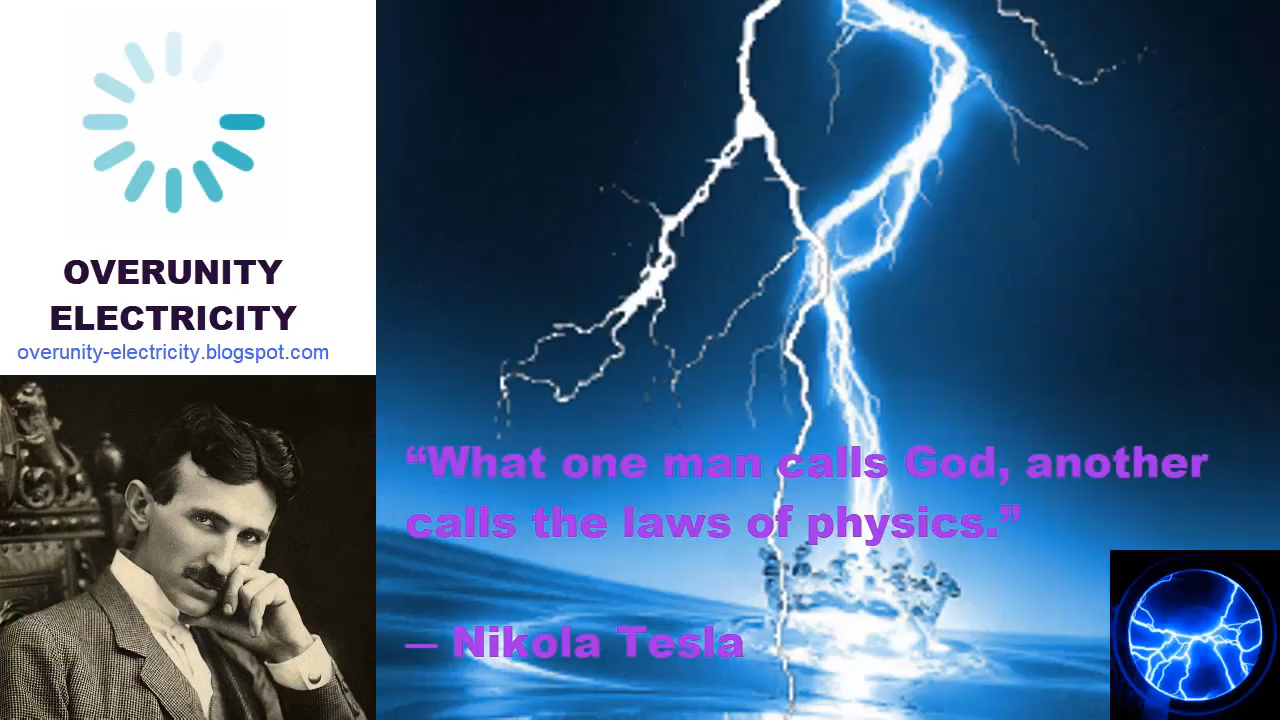 OVERUNITY
ELECTRICITY
overunity-electricity.blogspot.com
“What one man calls God, another
calls the laws of physics.”
— Nikola Tesla